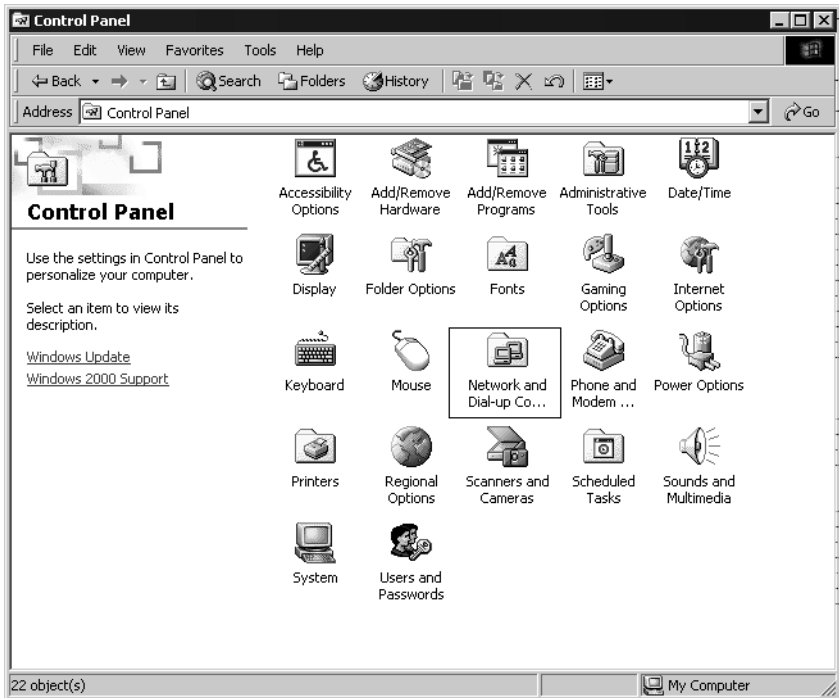 Control Panel
File Edit View Favorites Tools Help
Back Search Folders History
Address Control Panel Go
Control Panel
Use the settings in Control Panel to
personalize your computer.
Select an item to view its
description.
Windows Update
Windows 2000 Support
Accessibility
Options
Add/Remove
Hardware
Add/Remove
Programs
Administrative
Tools
Date/Time
Display
Folder Options
Fonts
Gaming
Options
Internet
Options
Keyboard
Mouse
Network and
Dial-up Co...
Phone and
Modem ...
Power Options
Printers
Regional
Options
Scanners and
Cameras
Scheduled
Tasks
Sounds and
Multimedia
System
Users and
Passwords
22 object(s) My Computer